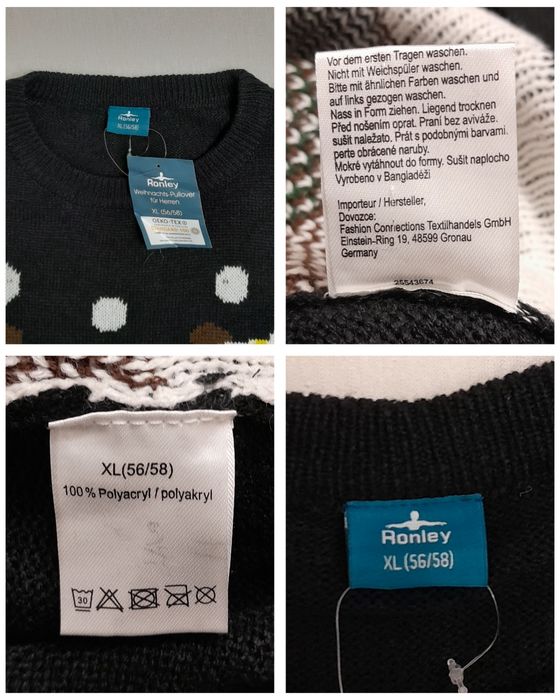 Ronley
XL(56/58)
Ronley
Weihnachts-Pullover
für Herren
XL (56/58)
OEKO-TEX
STANDARD 100
Vor dem ersten Tragen waschen.
Nicht mit Weichspüler waschen.
Bitte mit ähnlichen Farben waschen und
auf links gezogen waschen.
Nass in Form ziehen. Liegend trocknen
Před nošením oprat. Praní bez aviváže.
sušit naležato. Prát s podobnými barvami.
perte obrácené naruby.
Mokré vytáhnout do formy. Sušit naplocho
Vyrobeno v Bangladéži
Importeur / Hersteller,
Dovozce:
Fashion Connections Textilhandels GmbH
Einstein-Ring 19, 48599 Gronau
Germany
25543674
XL(56/58)
100% Polyacryl / polyakryl
30
Ronley
XL(56/58)